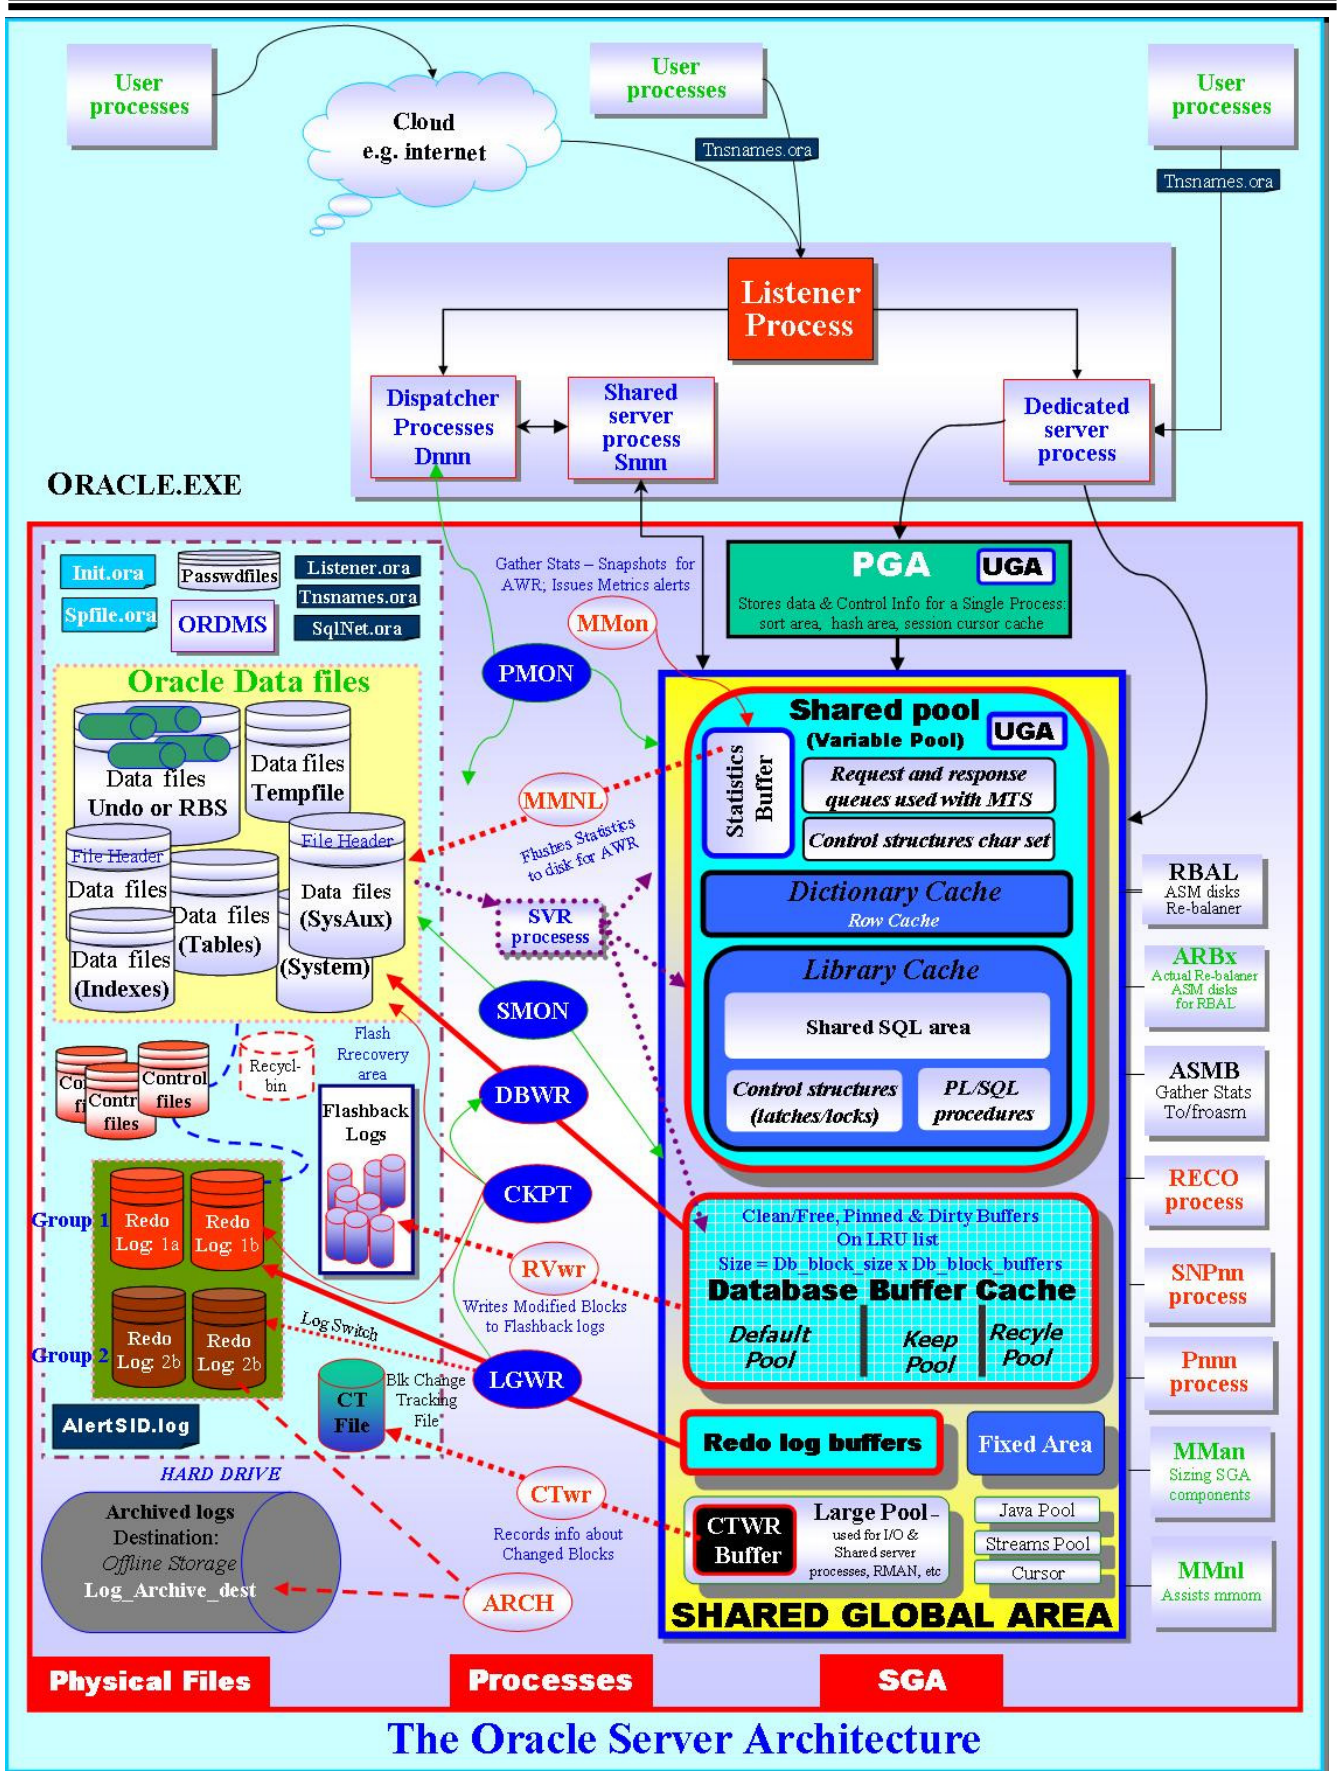 User
processes
User
processes
User
processes
Cloud
e.g. internet
Tnsnames.ora
Tnsnames.ora
Listener
Process
Dispatcher
Processes
Dnnn
Shared
server
process
Snnn
Dedicated
server
process
ORACLE.EXE
Init.ora
Spfile.ora
Passwdfiles
ORDMS
Listener.ora
Tnsnames.ora
SqlNet.ora
Gather Stats – Snapshots for
AWR; Issues Metrics alerts
MMon
PMON
PGA
UGA
Stores data & Control Info for a Single Process:
sort area, hash area, session cursor cache
Oracle Data files
Data files
Undo or RBS
Data files
Tempfile
File Header
Data files
File Header
Data files
(SysAux)
Data files
(Tables)
(System)
Data files
(Indexes)
MMNL
Flushes Statistics
to disk for AWR
SVR
procesess
SMON
DBWR
CKPT
RVwr
Writes Modified Blocks
to Flashback logs
LGWR
Log Switch
Blk Change
Tracking
File
CTwr
Records info about
Changed Blocks
ARCH
Shared pool
(Variable Pool)
UGA
Statistics
Buffer
Request and response
queues used with MTS
Control structures char set
Dictionary Cache
Row Cache
Library Cache
Shared SQL area
Control structures
(latches/locks)
PL/SQL
procedures
Clean/Free, Pinned & Dirty Buffers
On LRU list
Size = Db_block_size x Db_block_buffers
Database Buffer Cache
Default
Pool
Keep
Pool
Recyle
Pool
Redo log buffers
Fixed Area
CTWR
Buffer
Large Pool –
used for I/O &
Shared server
processes, RMAN, etc
Java Pool
Streams Pool
Cursor
SHARED GLOBAL AREA
RBAL
ASM disks
Re-balaner
ARBx
Actual Re-balaner
ASM disks
for RBAL
ASMB
Gather Stats
To/froasm
RECO
process
SNPnn
process
Pnnn
process
MMan
Sizing SGA
components
MMnl
Assists mmom
Co
fi
Contr
files
Control
files
Recycl-
bin
Flash
Rrecovery
area
Flashback
Logs
Group 1
Redo
Log: 1a
Redo
Log: 1b
Group 2
Redo
Log: 2b
Redo
Log: 2b
AlertSID.log
CT
File
HARD DRIVE
Archived logs
Destination:
Offline Storage
Log_Archive_dest
Physical Files
Processes
SGA
The Oracle Server Architecture